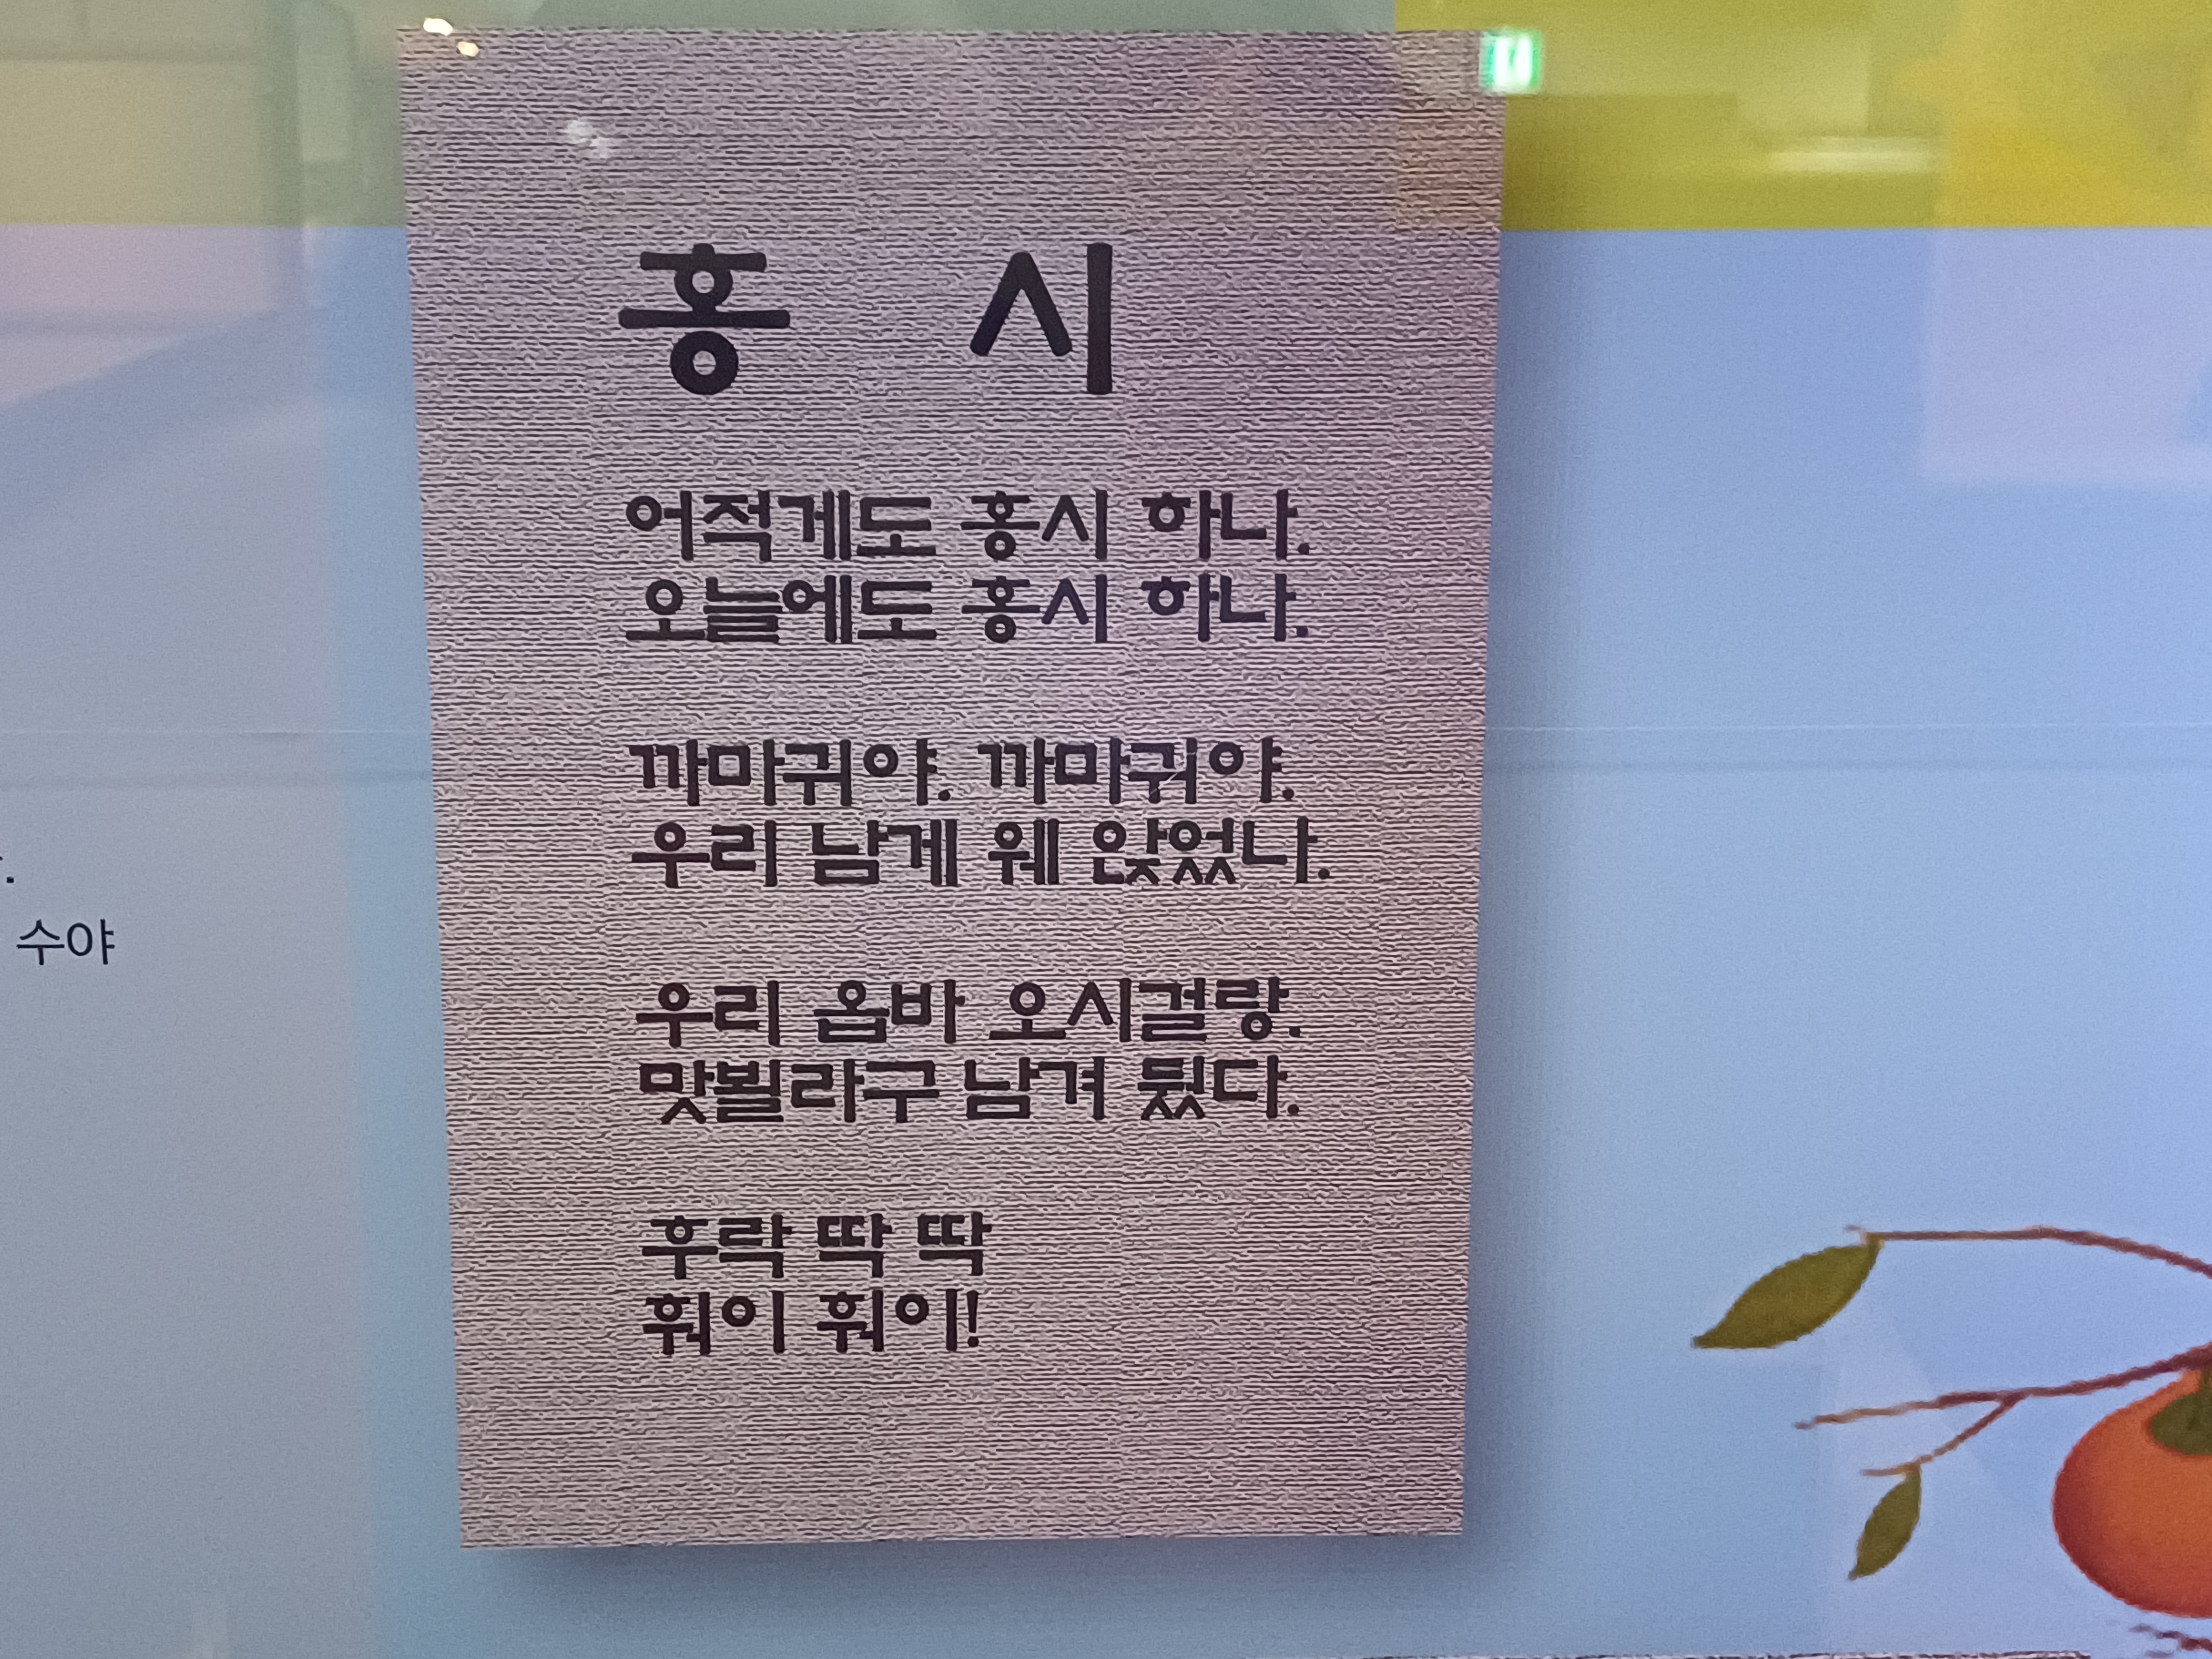 홍 시
어적게도 홍시 하나.
오늘에도 홍시 하나.
까마귀야. 까마귀야.
우리 남게 웨 앉었나.
우리 옵바 오시걸랑.
맛뵐라구 남겨 뒀다.
후락 딱 딱
훠이 훠이!
수야